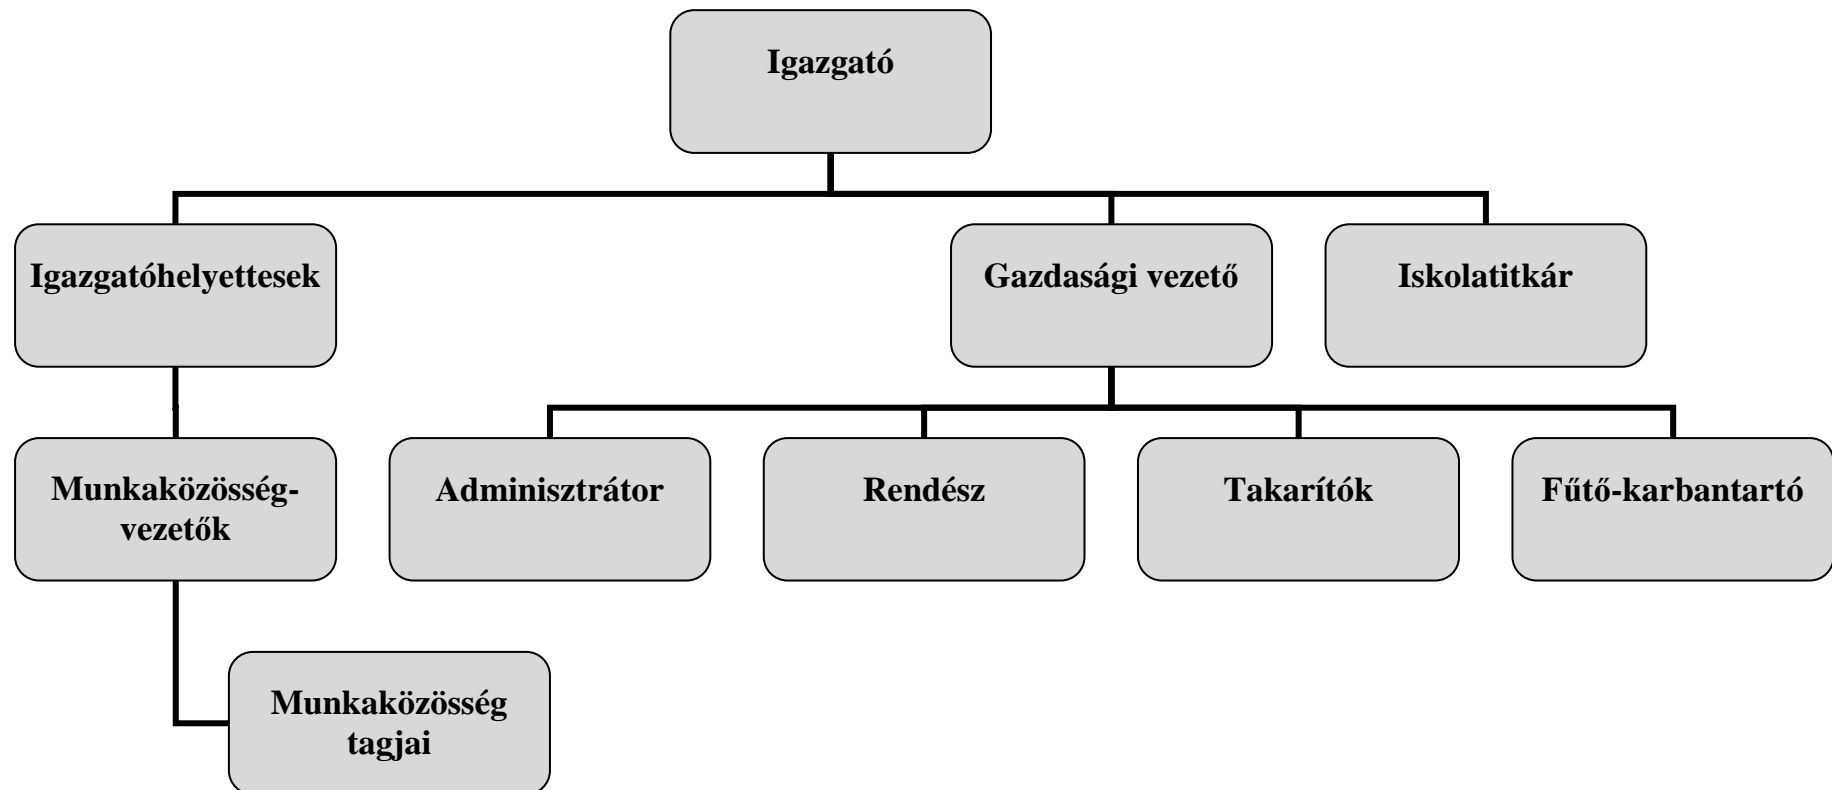 Igazgató
Igazgatóhelyettesek
Gazdasági vezető
Iskolatitkár
Munkaközösség-
vezetők
Adminisztrátor
Rendész
Takarítók
Fűtő-karbantartó
Munkaközösség
tagjai